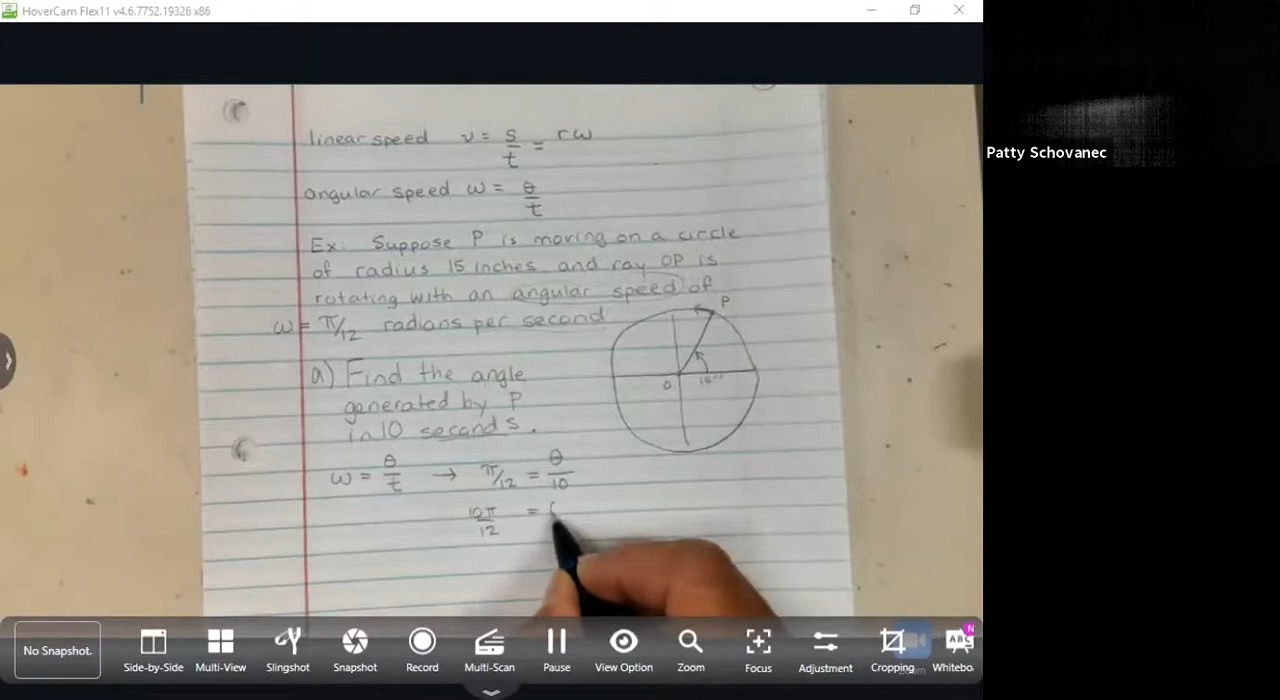 HoverCam Flex11 v4.6.7752.19326 x86
Patty Schovanec
linear speed v = s/t = rω
angular speed ω = θ/t
Ex: Suppose P is moving on a circle
of radius 15 inches and ray OP is
rotating with an angular speed of
ω = π/12 radians per second
P
O 15"
a) Find the angle
generated by P
in 10 seconds.
ω = θ/t → π/12 = θ/10
10π/12 =
No Snapshot.
Side-by-Side Multi-View Slingshot Snapshot Record Multi-Scan Pause View Option Zoom Focus Adjustment Cropping Whitebo
ABC
N